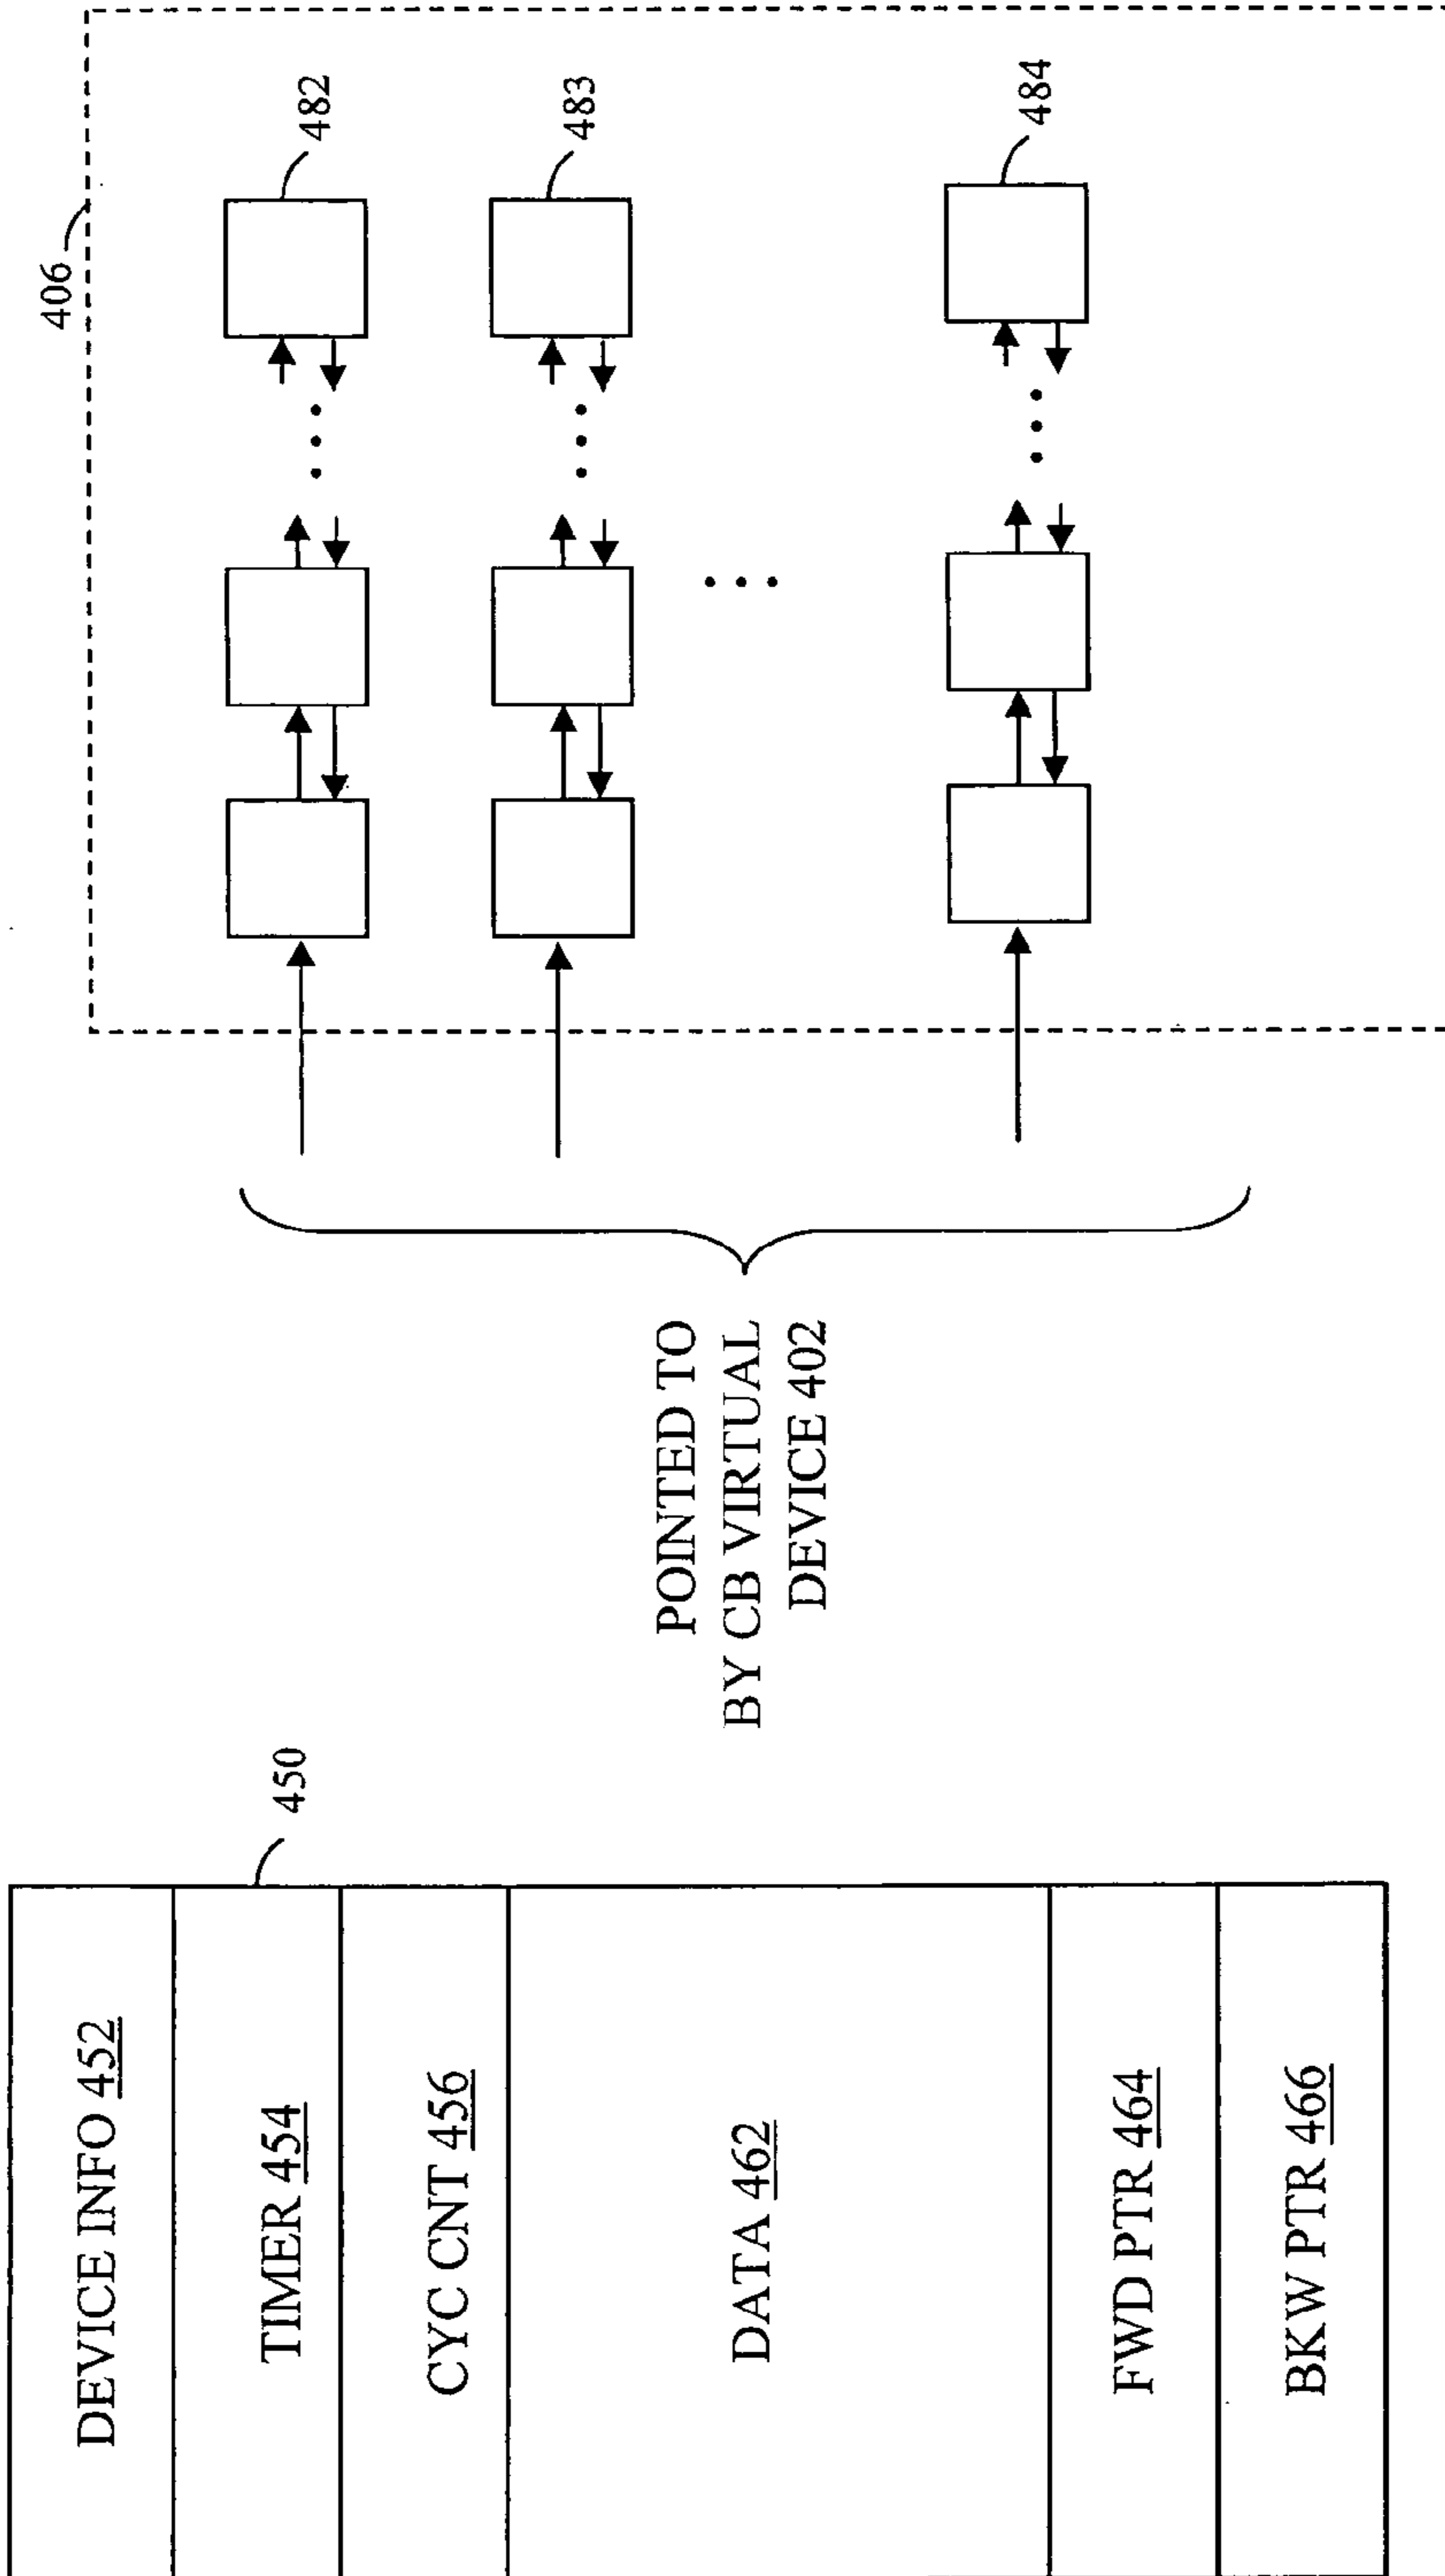 DEVICE INFO 452
TIMER 454
CYC CNT 456
DATA 462
FWD PTR 464
BKW PTR 466
450
POINTED TO
BY CB VIRTUAL
DEVICE 402
406
482
483
484